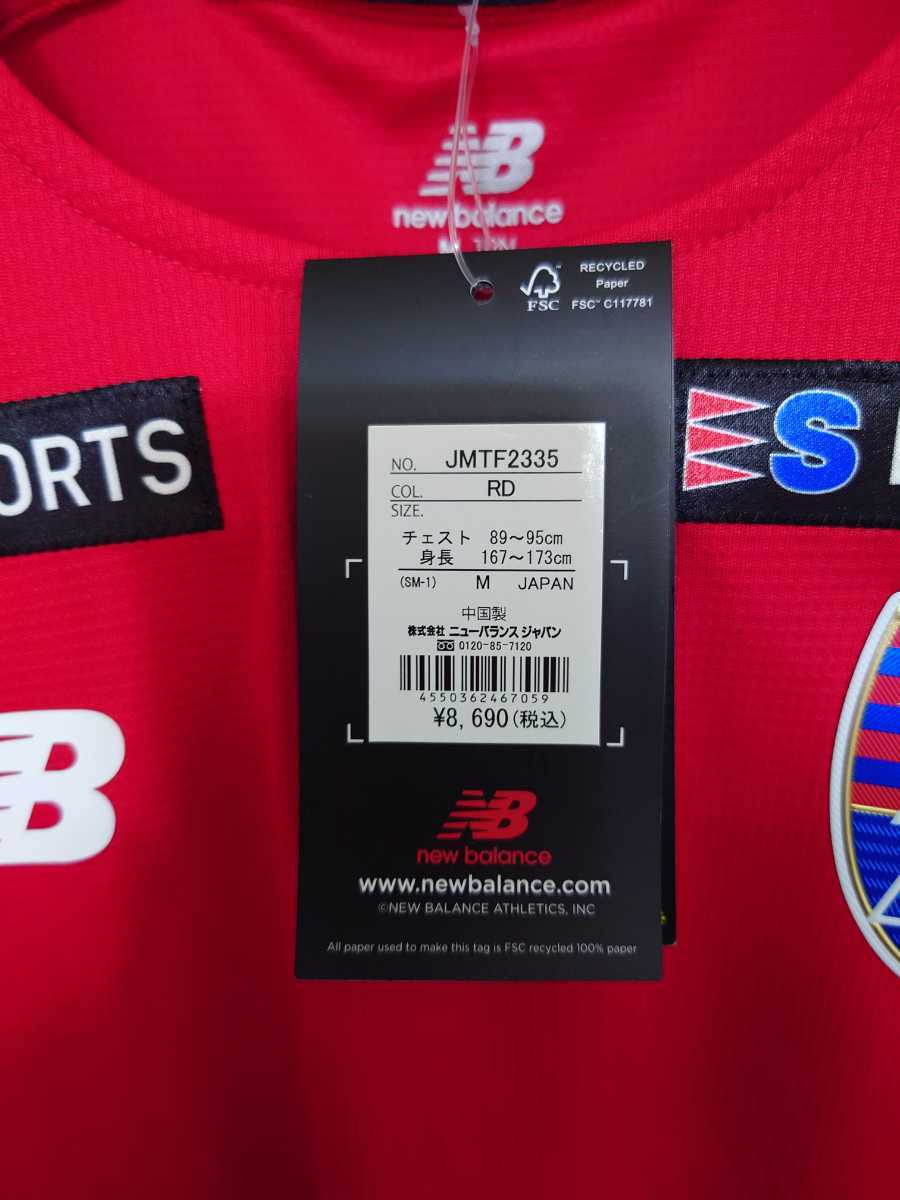 new balance
RECYCLED
Paper
FSC™ C117781
FSC
ORTS
S
NO. JMTF2335
COL. RD
SIZE.
チェスト 89～95cm
身長 167～173cm
(SM-1) M JAPAN
中国製
株式会社 ニューバランス ジャパン
0120-85-7120
4550362467059
¥8,690(税込)
new balance
www.newbalance.com
©NEW BALANCE ATHLETICS, INC
All paper used to make this tag is FSC recycled 100% paper